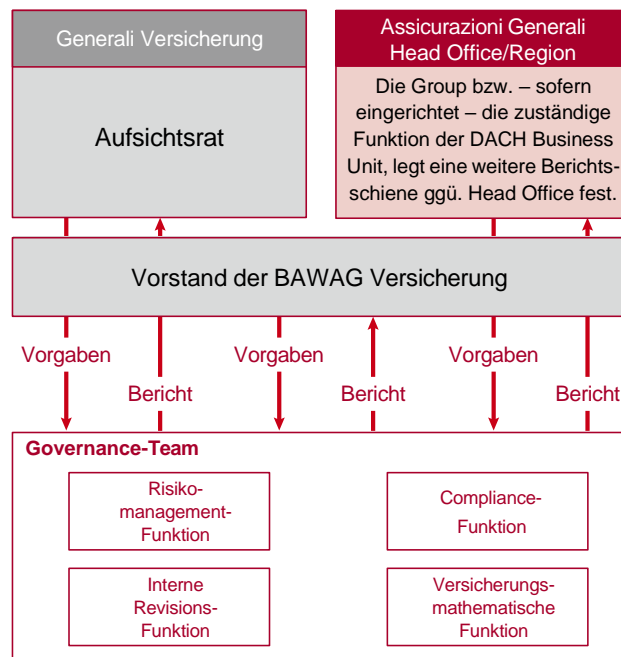 Generali Versicherung
Aufsichtsrat
Assicurazioni Generali
Head Office/Region
Die Group bzw. – sofern
eingerichtet – die zuständige
Funktion der DACH Business
Unit, legt eine weitere Berichts-
schiene ggü. Head Office fest.
Vorstand der BAWAG Versicherung
Vorgaben
Bericht
Vorgaben
Bericht
Vorgaben
Bericht
Governance-Team
Risiko-
management-
Funktion
Compliance-
Funktion
Interne
Revisions-
Funktion
Versicherungs-
mathematische
Funktion